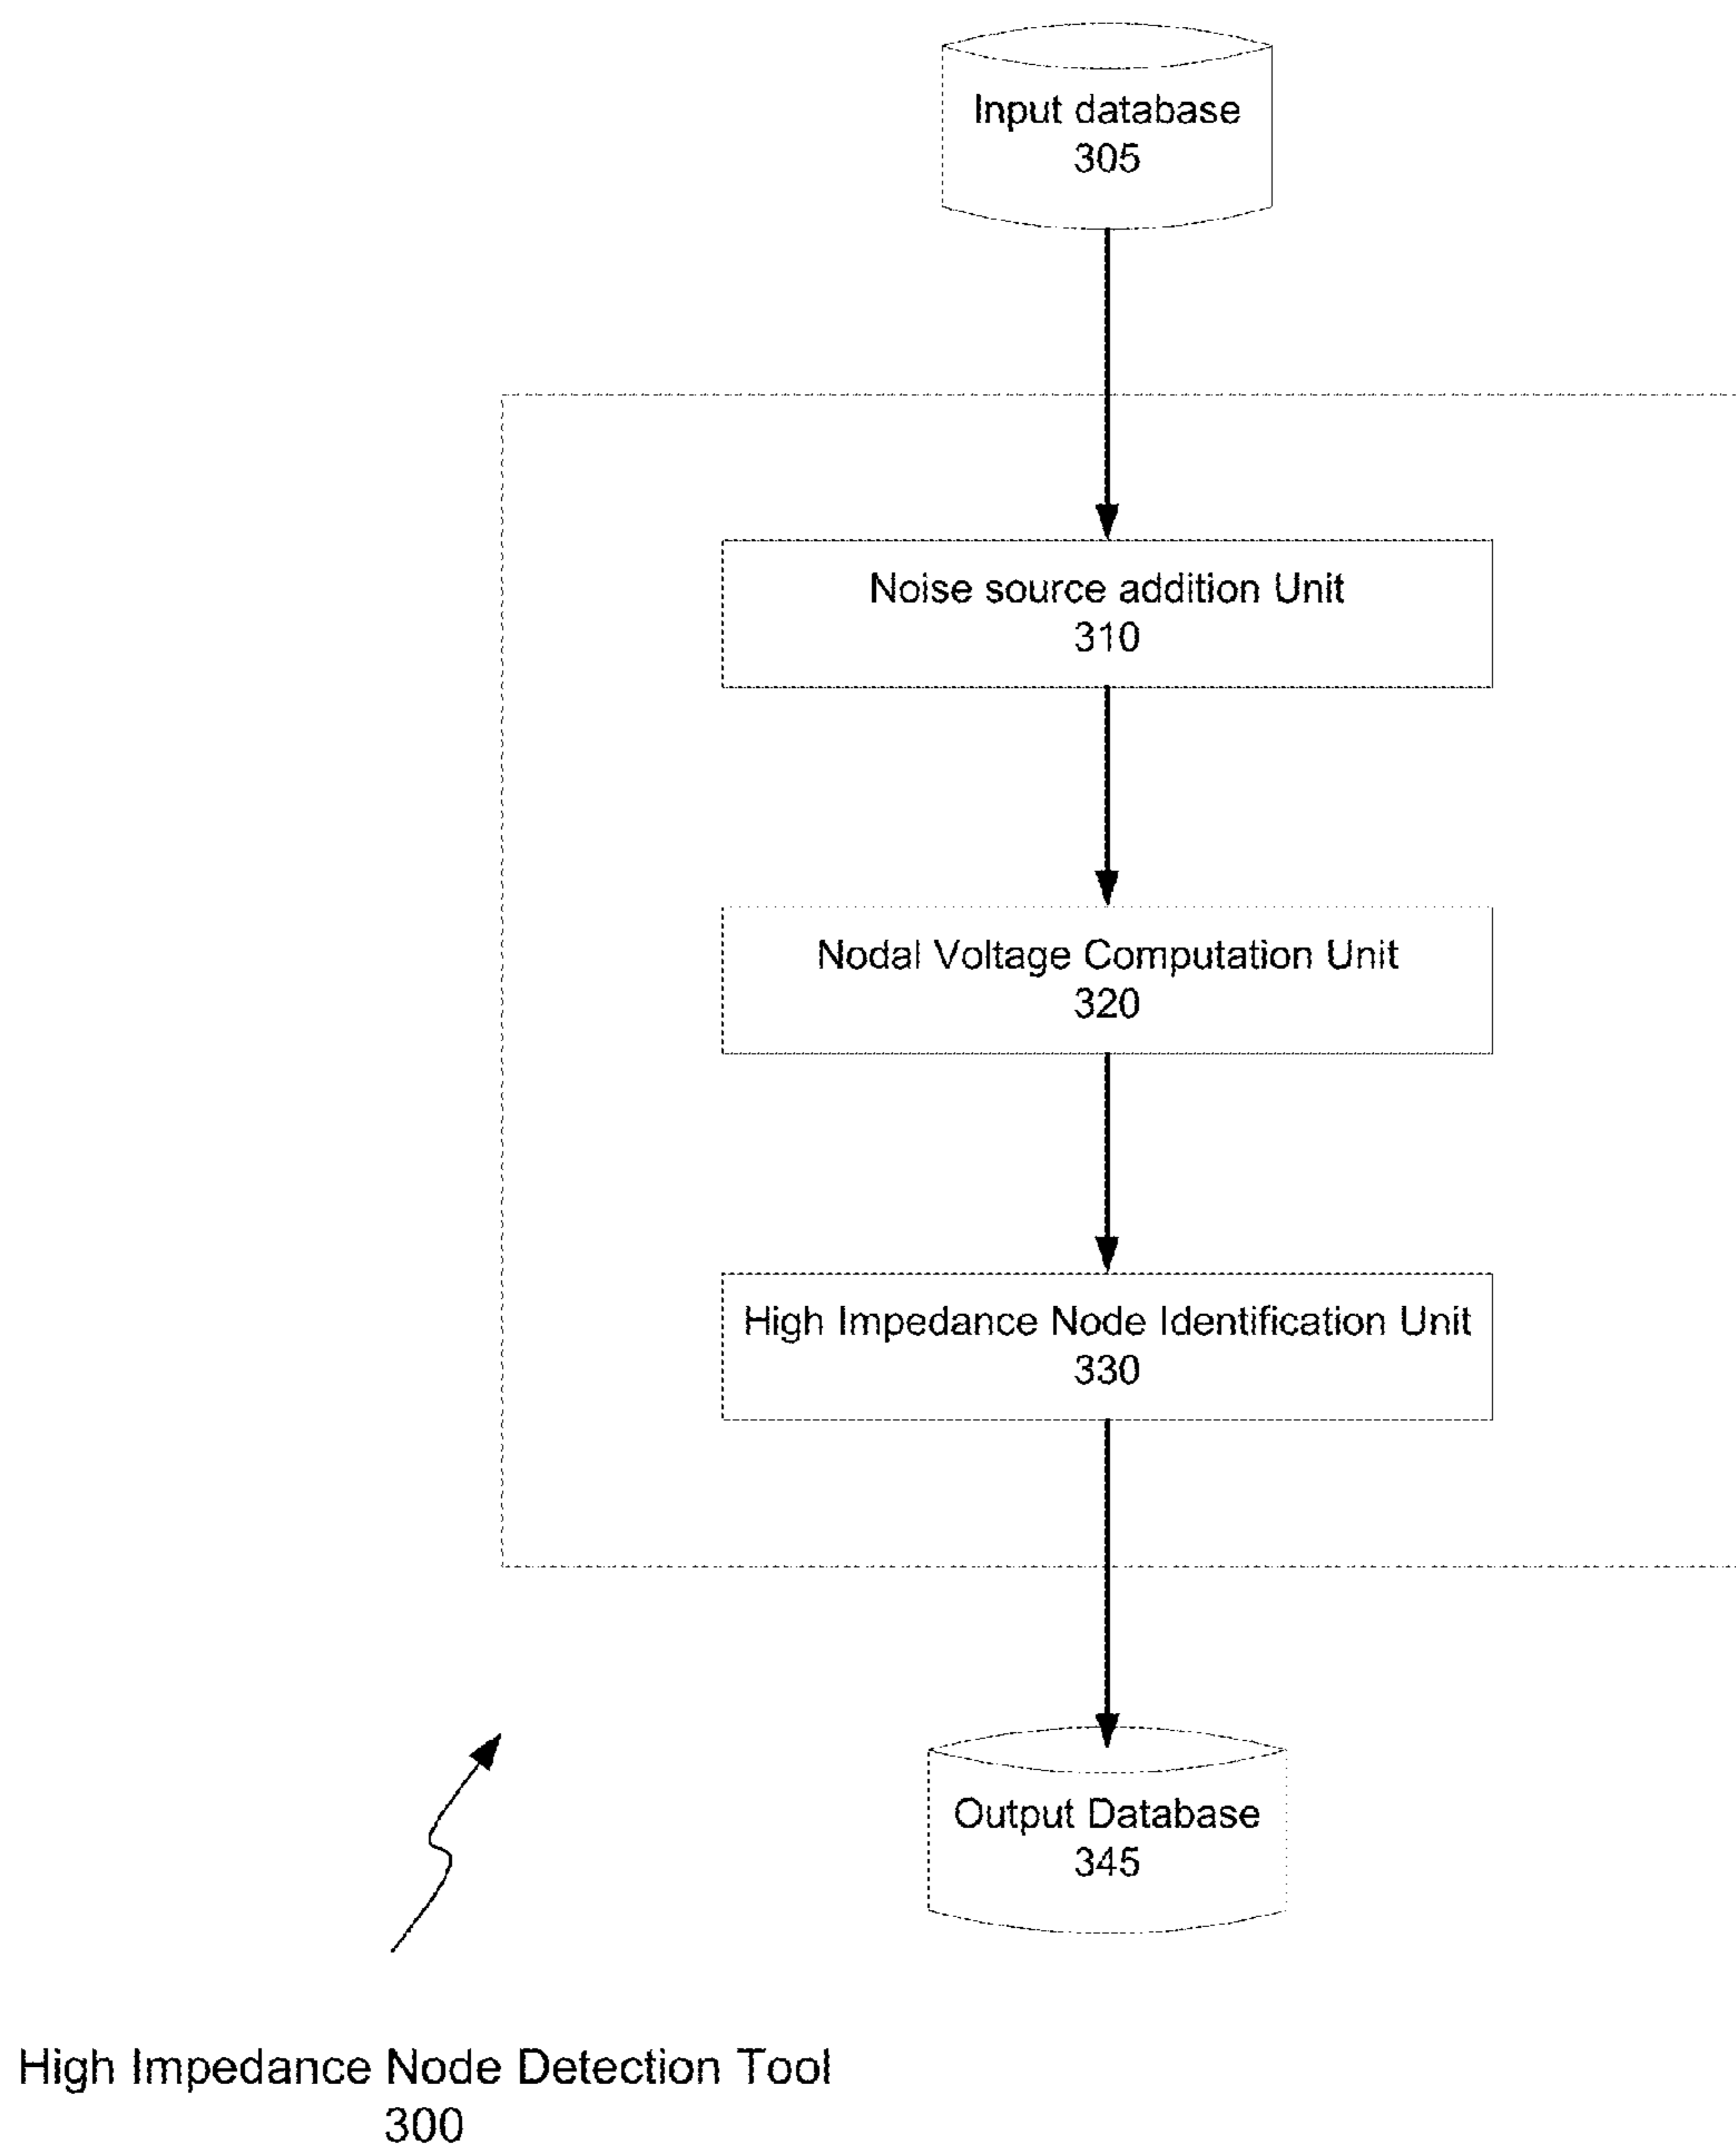 Input database
305
Noise source addition Unit
310
Nodal Voltage Computation Unit
320
High Impedance Node Identification Unit
330
Output Database
345
High Impedance Node Detection Tool
300